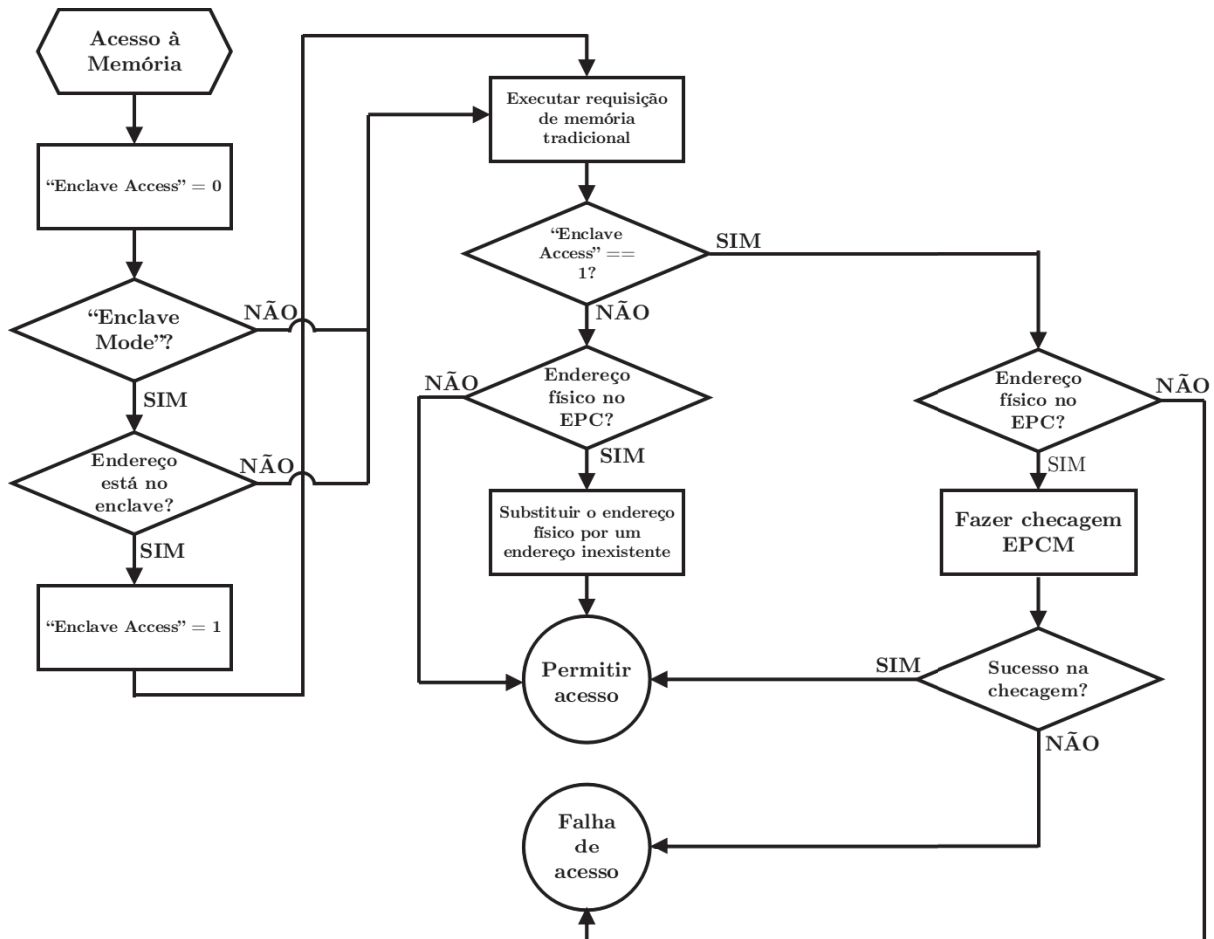 Acesso à
Memória
“Enclave Access” = 0
“Enclave
Mode”?
NÃO
SIM
Endereço
está no
enclave?
NÃO
SIM
“Enclave Access” = 1
Executar requisição
de memória
tradicional
“Enclave
Access” ==
1?
SIM
NÃO
Endereço
físico no
EPC?
NÃO
SIM
Substituir o endereço
físico por um
endereço inexistente
Permitir
acesso
Endereço
físico no
EPC?
NÃO
SIM
Fazer checagem
EPCM
Sucesso na
checagem?
SIM
NÃO
Falha
de
acesso